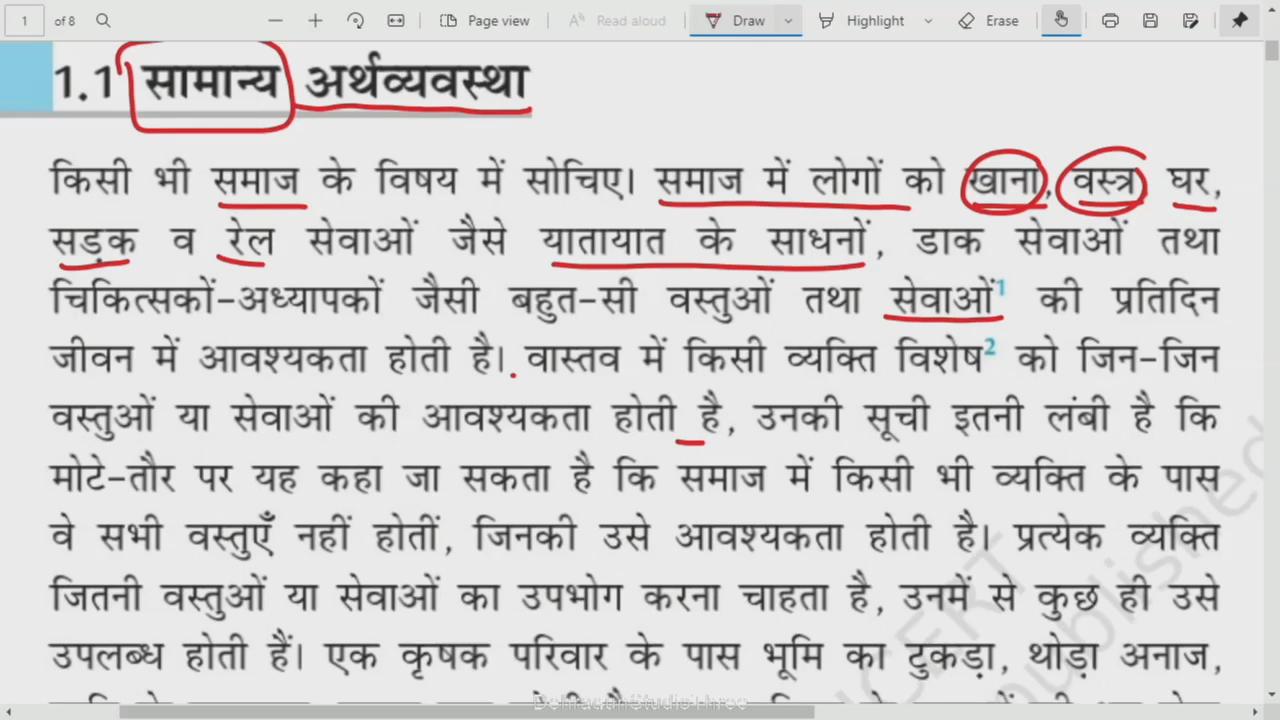 1 of 8 Page view Read aloud Draw Highlight Erase
1.1 सामान्य अर्थव्यवस्था
किसी भी समाज के विषय में सोचिए। समाज में लोगों को खाना, वस्त्र घर,
सड़क व रेल सेवाओं जैसे यातायात के साधनों, डाक सेवाओं तथा
चिकित्सकों-अध्यापकों जैसी बहुत-सी वस्तुओं तथा सेवाओं1 की प्रतिदिन
जीवन में आवश्यकता होती है। वास्तव में किसी व्यक्ति विशेष2 को जिन-जिन
वस्तुओं या सेवाओं की आवश्यकता होती है, उनकी सूची इतनी लंबी है कि
मोटे-तौर पर यह कहा जा सकता है कि समाज में किसी भी व्यक्ति के पास
वे सभी वस्तुएँ नहीं होतीं, जिनकी उसे आवश्यकता होती है। प्रत्येक व्यक्ति
जितनी वस्तुओं या सेवाओं का उपभोग करना चाहता है, उनमें से कुछ ही उसे
उपलब्ध होती हैं। एक कृषक परिवार के पास भूमि का टुकड़ा, थोड़ा अनाज,
NCERT
published